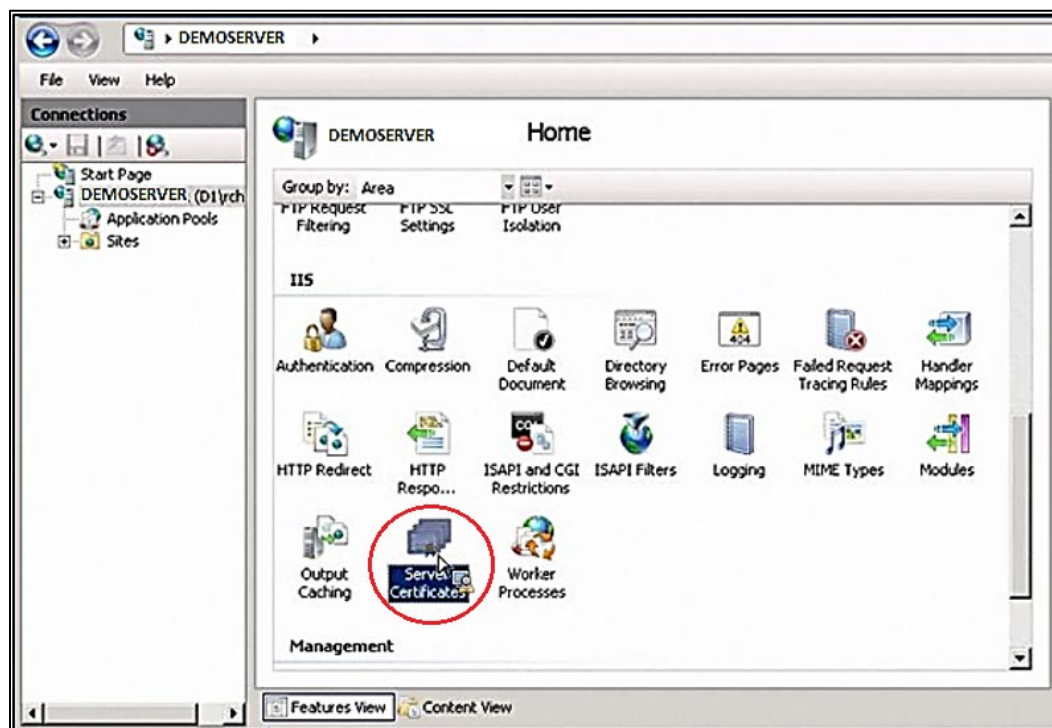 DEMOSERVER
File View Help
Connections
Start Page
DEMOSERVER (D1\rch
Application Pools
Sites
DEMOSERVER Home
Group by: Area
FTP Request Filtering
FTP SSL Settings
FTP User Isolation
IIS
Authentication
Compression
Default Document
Directory Browsing
Error Pages
Failed Request Tracing Rules
Handler Mappings
HTTP Redirect
HTTP Respo...
ISAPI and CGI Restrictions
ISAPI Filters
Logging
MIME Types
Modules
Output Caching
Server Certificates
Worker Processes
Management
Features View
Content View